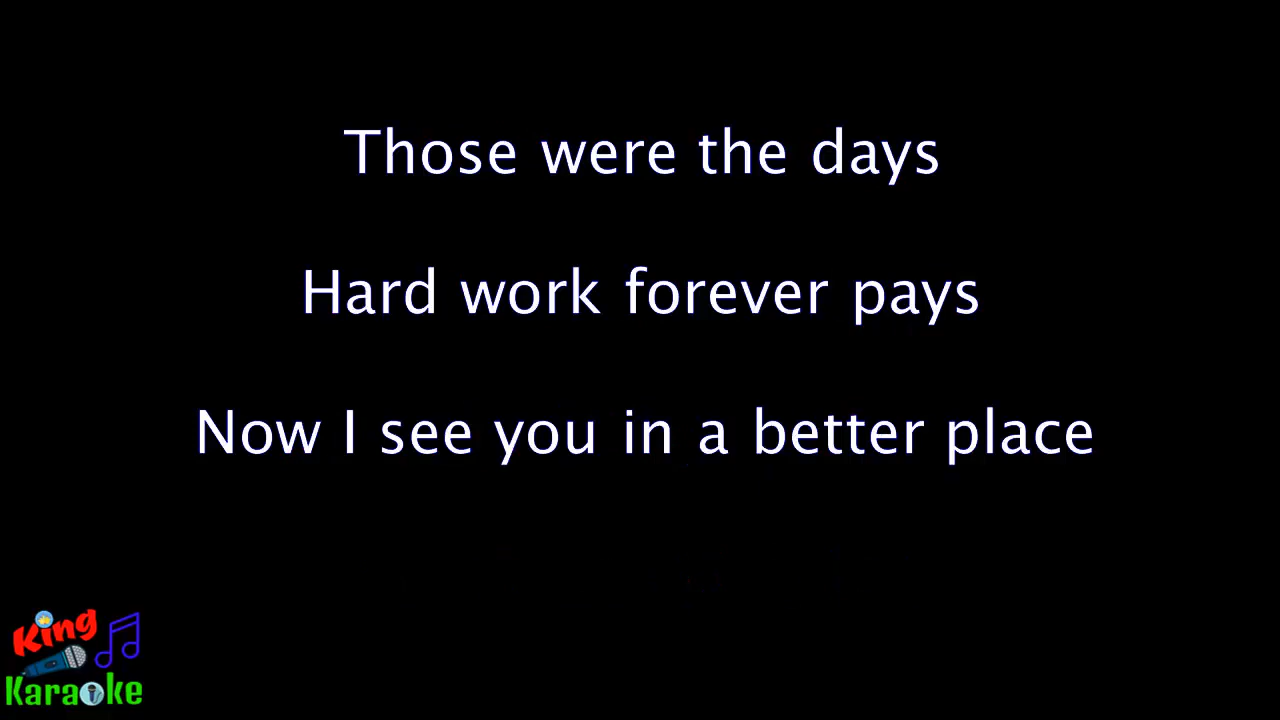 Those were the days
Hard work forever pays
Now I see you in a better place
King
Karaoke